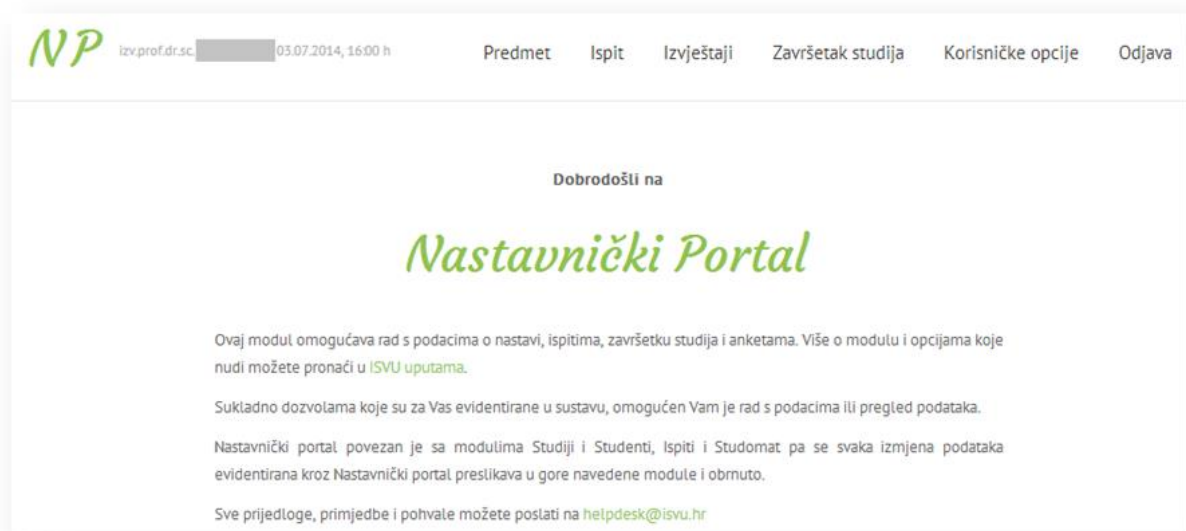 NP izv.prof.dr.sc. 03.07.2014, 16:00 h Predmet Ispit Izvještaji Završetak studija Korisničke opcije Odjava
Dobrodošli na
Nastavnički Portal
Ovaj modul omogućava rad s podacima o nastavi, ispitima, završetku studija i anketama. Više o modulu i opcijama koje
nudi možete pronaći u ISVU uputama.
Sukladno dozvolama koje su za Vas evidentirane u sustavu, omogućen Vam je rad s podacima ili pregled podataka.
Nastavnički portal povezan je sa modulima Studiji i Studenti, Ispiti i Studomat pa se svaka izmjena podataka
evidentirana kroz Nastavnički portal preslikava u gore navedene module i obrnuto.
Sve prijedloge, primjedbe i pohvale možete poslati na helpdesk@isvu.hr